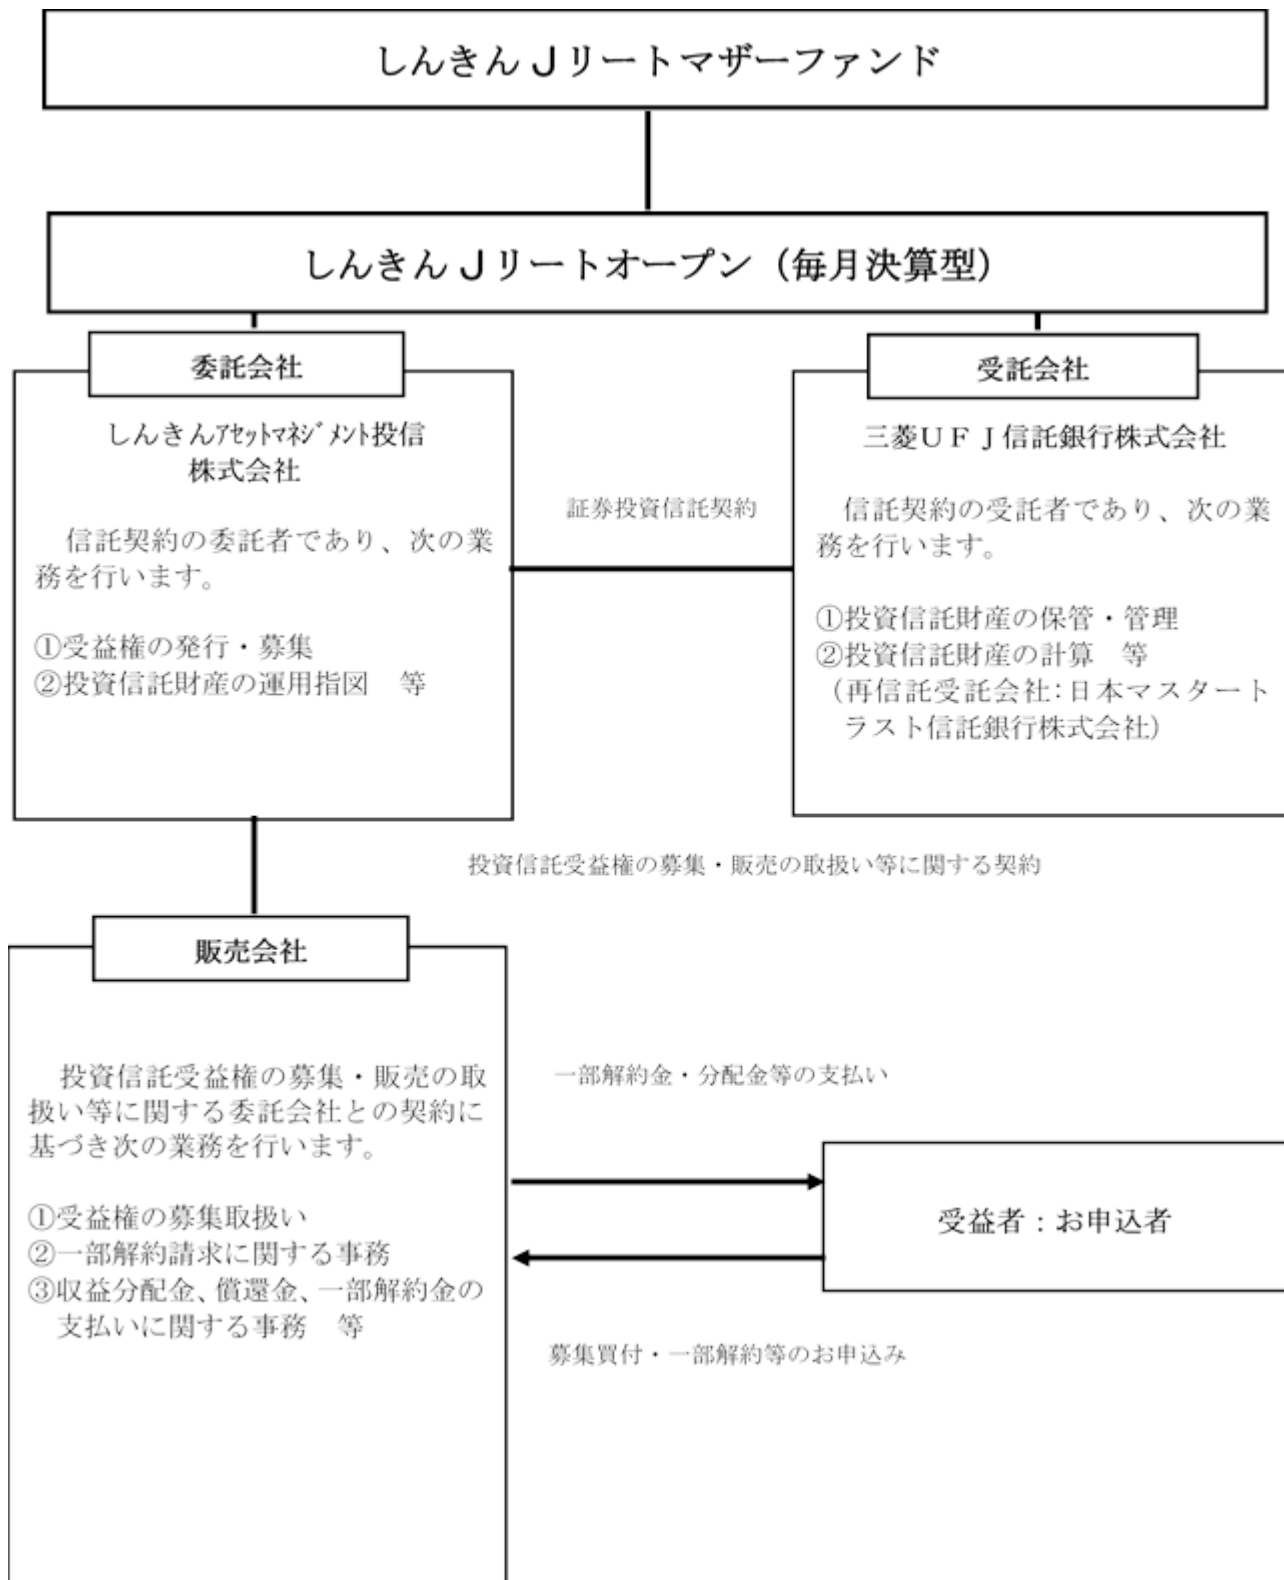 しんきんJリートマザーファンド
しんきんJリートオープン（毎月決算型）
委託会社
しんきんｱｾｯﾄﾏﾈｼﾞﾒﾝﾄ投信
株式会社
信託契約の委託者であり、次の業
務を行います。
①受益権の発行・募集
②投資信託財産の運用指図　等
証券投資信託契約
受託会社
三菱ＵＦＪ信託銀行株式会社
信託契約の受託者であり、次の業
務を行います。
①投資信託財産の保管・管理
②投資信託財産の計算　等
（再信託受託会社：日本マスタート
ラスト信託銀行株式会社）
投資信託受益権の募集・販売の取扱い等に関する契約
販売会社
投資信託受益権の募集・販売の取
扱い等に関する委託会社との契約に
基づき次の業務を行います。
①受益権の募集取扱い
②一部解約請求に関する事務
③収益分配金、償還金、一部解約金の
支払いに関する事務　等
一部解約金・分配金等の支払い
受益者：お申込者
募集買付・一部解約等のお申込み